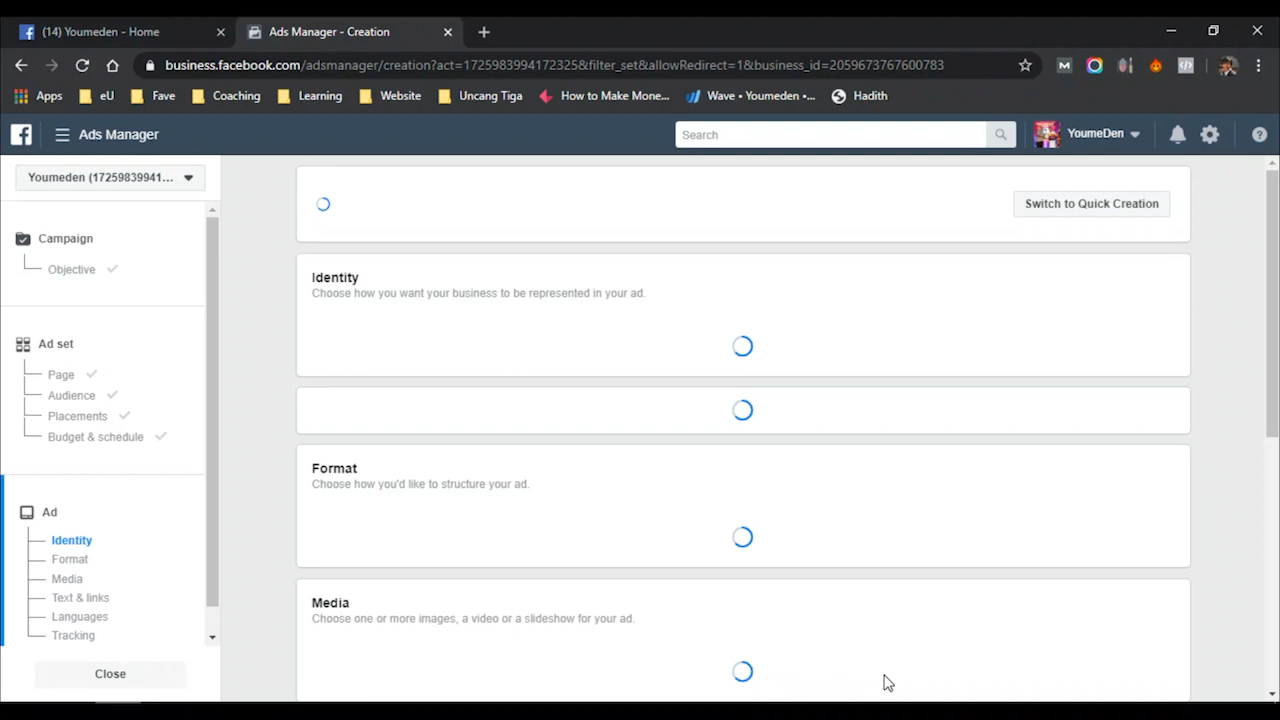 (14) Youmeden - Home
Ads Manager - Creation
business.facebook.com/adsmanager/creation?act=1725983994172325&filter_set&allowRedirect=1&business_id=2059673767600783
Apps
eU
Fave
Coaching
Learning
Website
Uncang Tiga
How to Make Mone...
Wave • Youmeden •...
Hadith
Ads Manager
Search
YoumeDen
Youmeden (17259839941...
Switch to Quick Creation
Campaign
Objective
Ad set
Page
Audience
Placements
Budget & schedule
Ad
Identity
Format
Media
Text & links
Languages
Tracking
Close
Identity
Choose how you want your business to be represented in your ad.
Format
Choose how you'd like to structure your ad.
Media
Choose one or more images, a video or a slideshow for your ad.